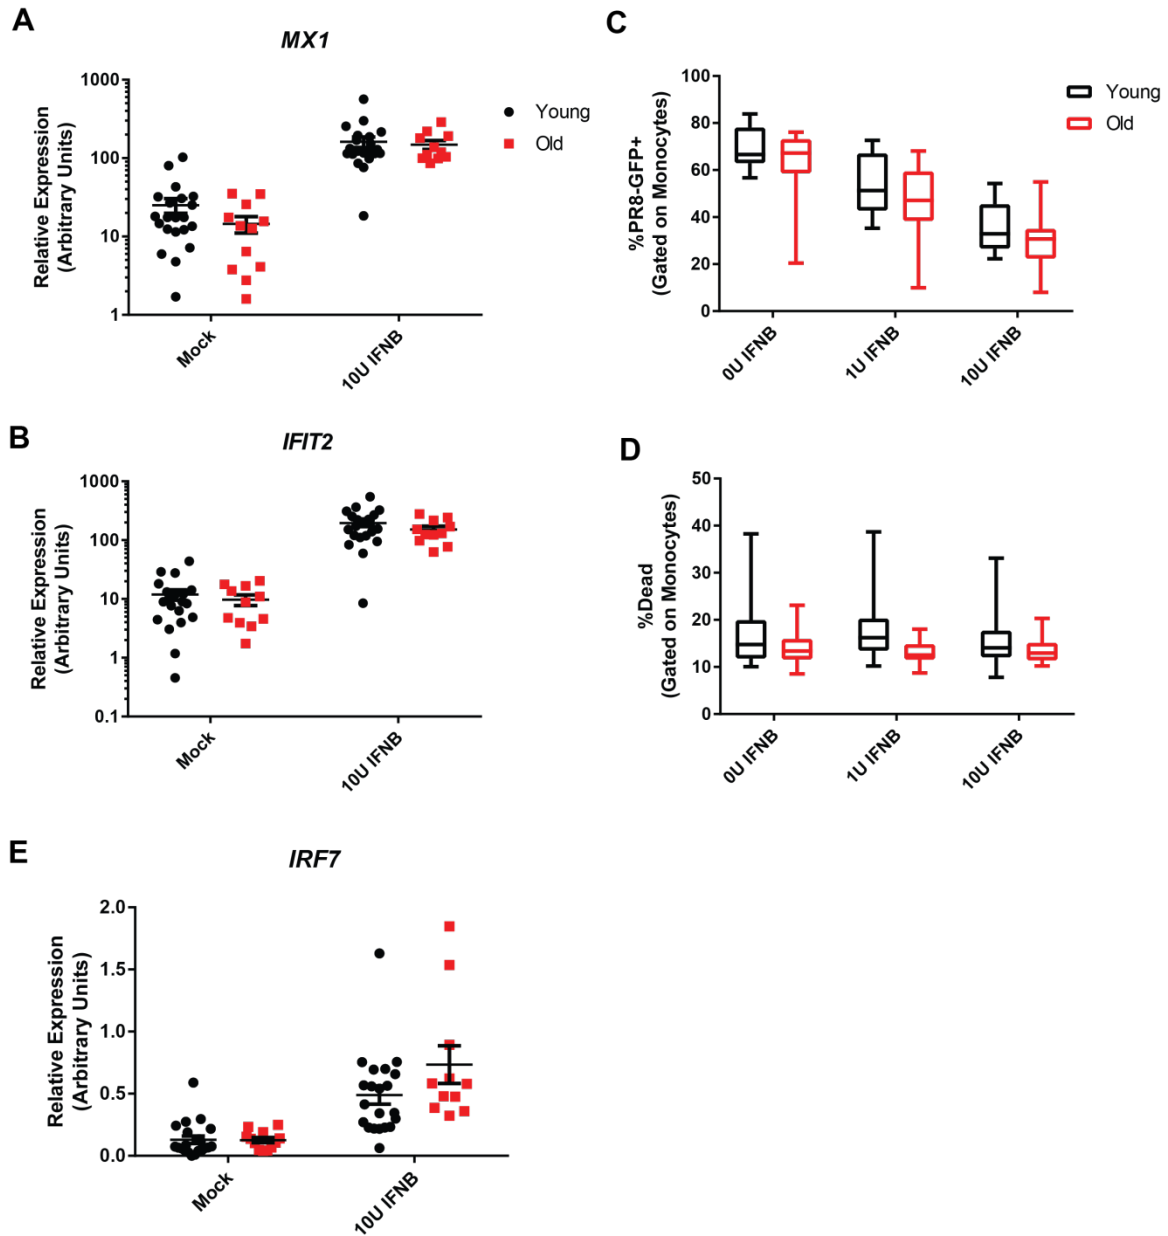 A
MX1
Relative Expression
(Arbitrary Units)
1000
100
10
1
Mock
10U IFNB
Young
Old
B
IFIT2
Relative Expression
(Arbitrary Units)
1000
100
10
1
0.1
Mock
10U IFNB
C
%PR8-GFP+
(Gated on Monocytes)
100
80
60
40
20
0
0U IFNB
1U IFNB
10U IFNB
Young
Old
D
%Dead
(Gated on Monocytes)
50
40
30
20
10
0
0U IFNB
1U IFNB
10U IFNB
E
IRF7
Relative Expression
(Arbitrary Units)
2.0
1.5
1.0
0.5
0.0
Mock
10U IFNB